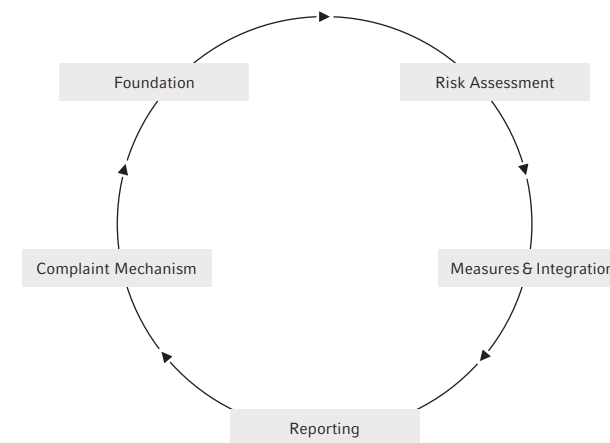 Foundation
Risk Assessment
Complaint Mechanism
Measures & Integration
Reporting